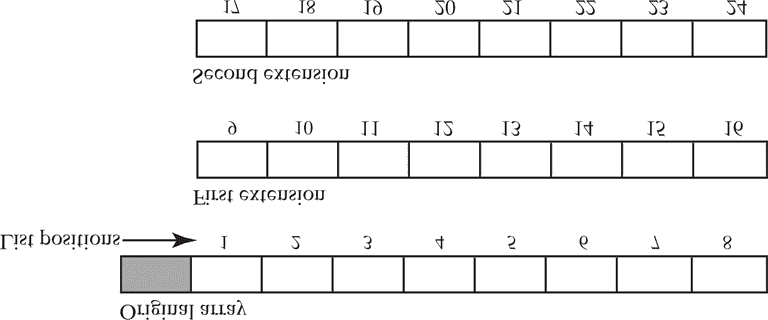 Original array
List positions 1 2 3 4 5 6 7 8
First extension
9 10 11 12 13 14 15 16
Second extension
17 18 19 20 21 22 23 24